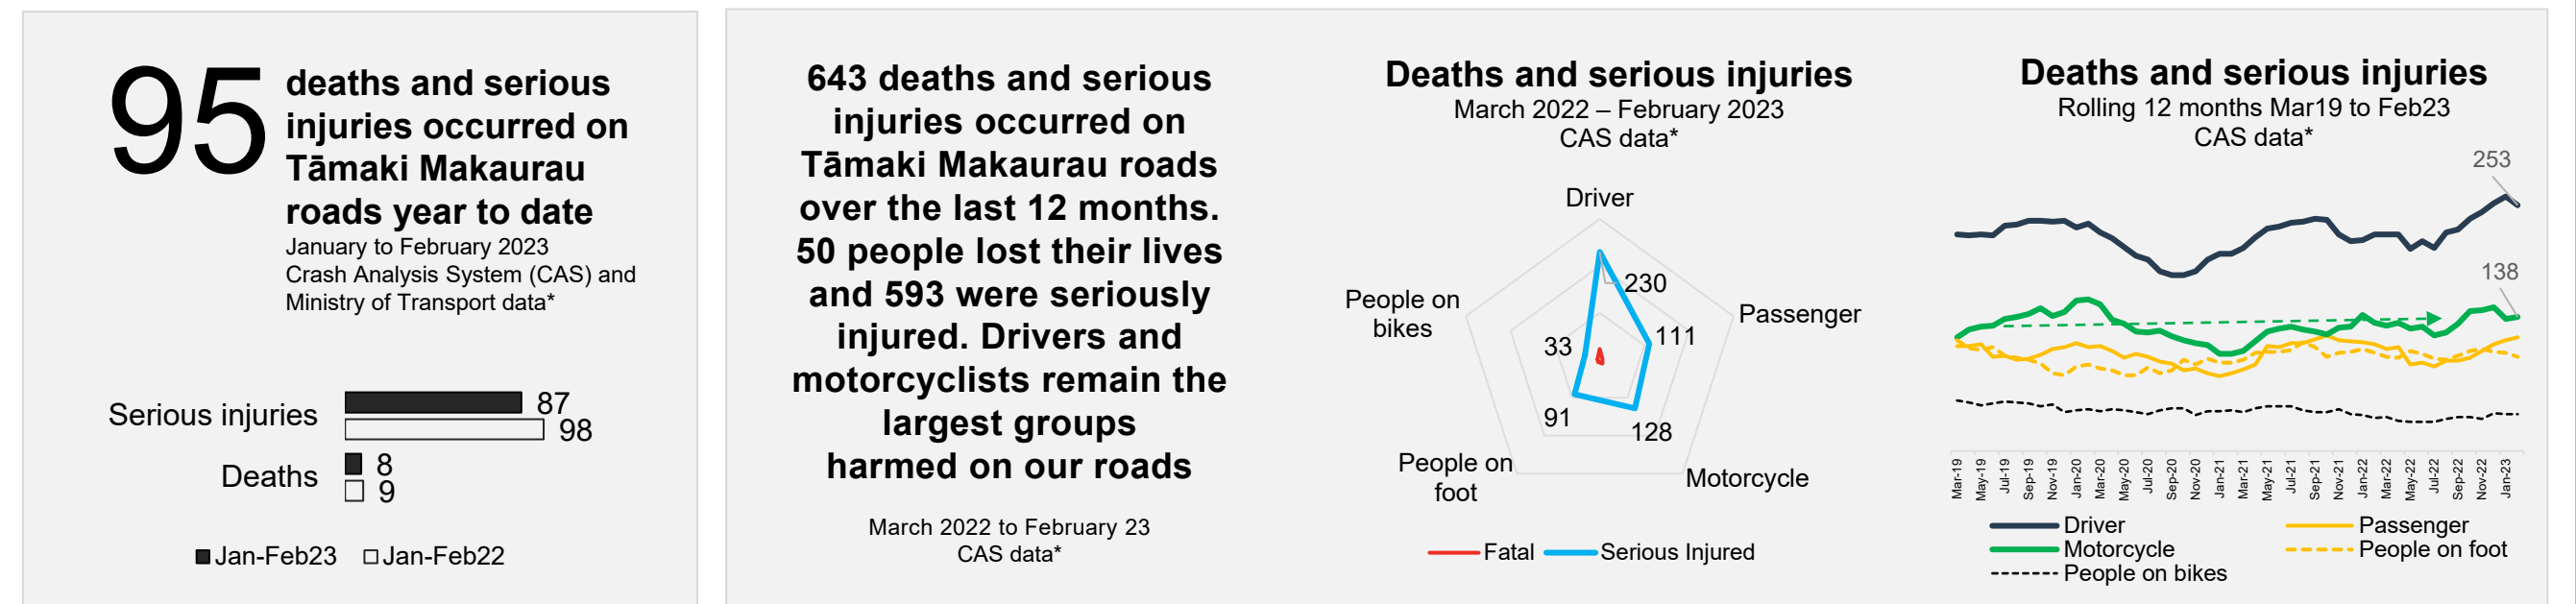 95
deaths and serious
injuries occurred on
Tāmaki Makaurau
roads year to date
January to February 2023
Crash Analysis System (CAS) and
Ministry of Transport data*
Serious injuries
87
98
Deaths
8
9
Jan-Feb23
Jan-Feb22
643 deaths and serious
injuries occurred on
Tāmaki Makaurau roads
over the last 12 months.
50 people lost their lives
and 593 were seriously
injured. Drivers and
motorcyclists remain the
largest groups
harmed on our roads
March 2022 to February 23
CAS data*
Deaths and serious injuries
March 2022 – February 2023
CAS data*
Driver
230
People on
bikes
Passenger
111
33
91
128
People on
foot
Motorcycle
Fatal
Serious Injured
Deaths and serious injuries
Rolling 12 months Mar19 to Feb23
CAS data*
253
138
Mar-19
May-19
Jul-19
Sep-19
Nov-19
Jan-20
Mar-20
May-20
Jul-20
Sep-20
Nov-20
Jan-21
Mar-21
May-21
Jul-21
Sep-21
Nov-21
Jan-22
Mar-22
May-22
Jul-22
Sep-22
Nov-22
Jan-23
Driver
Passenger
Motorcycle
People on foot
People on bikes